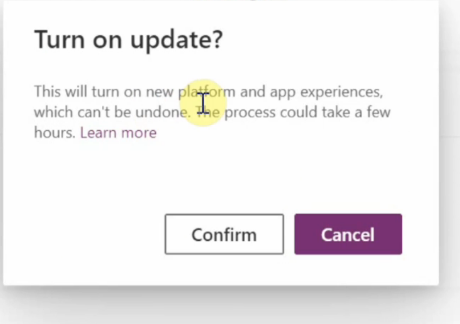 Turn on update?
This will turn on new platform and app experiences,
which can't be undone. The process could take a few
hours. Learn more
Confirm
Cancel